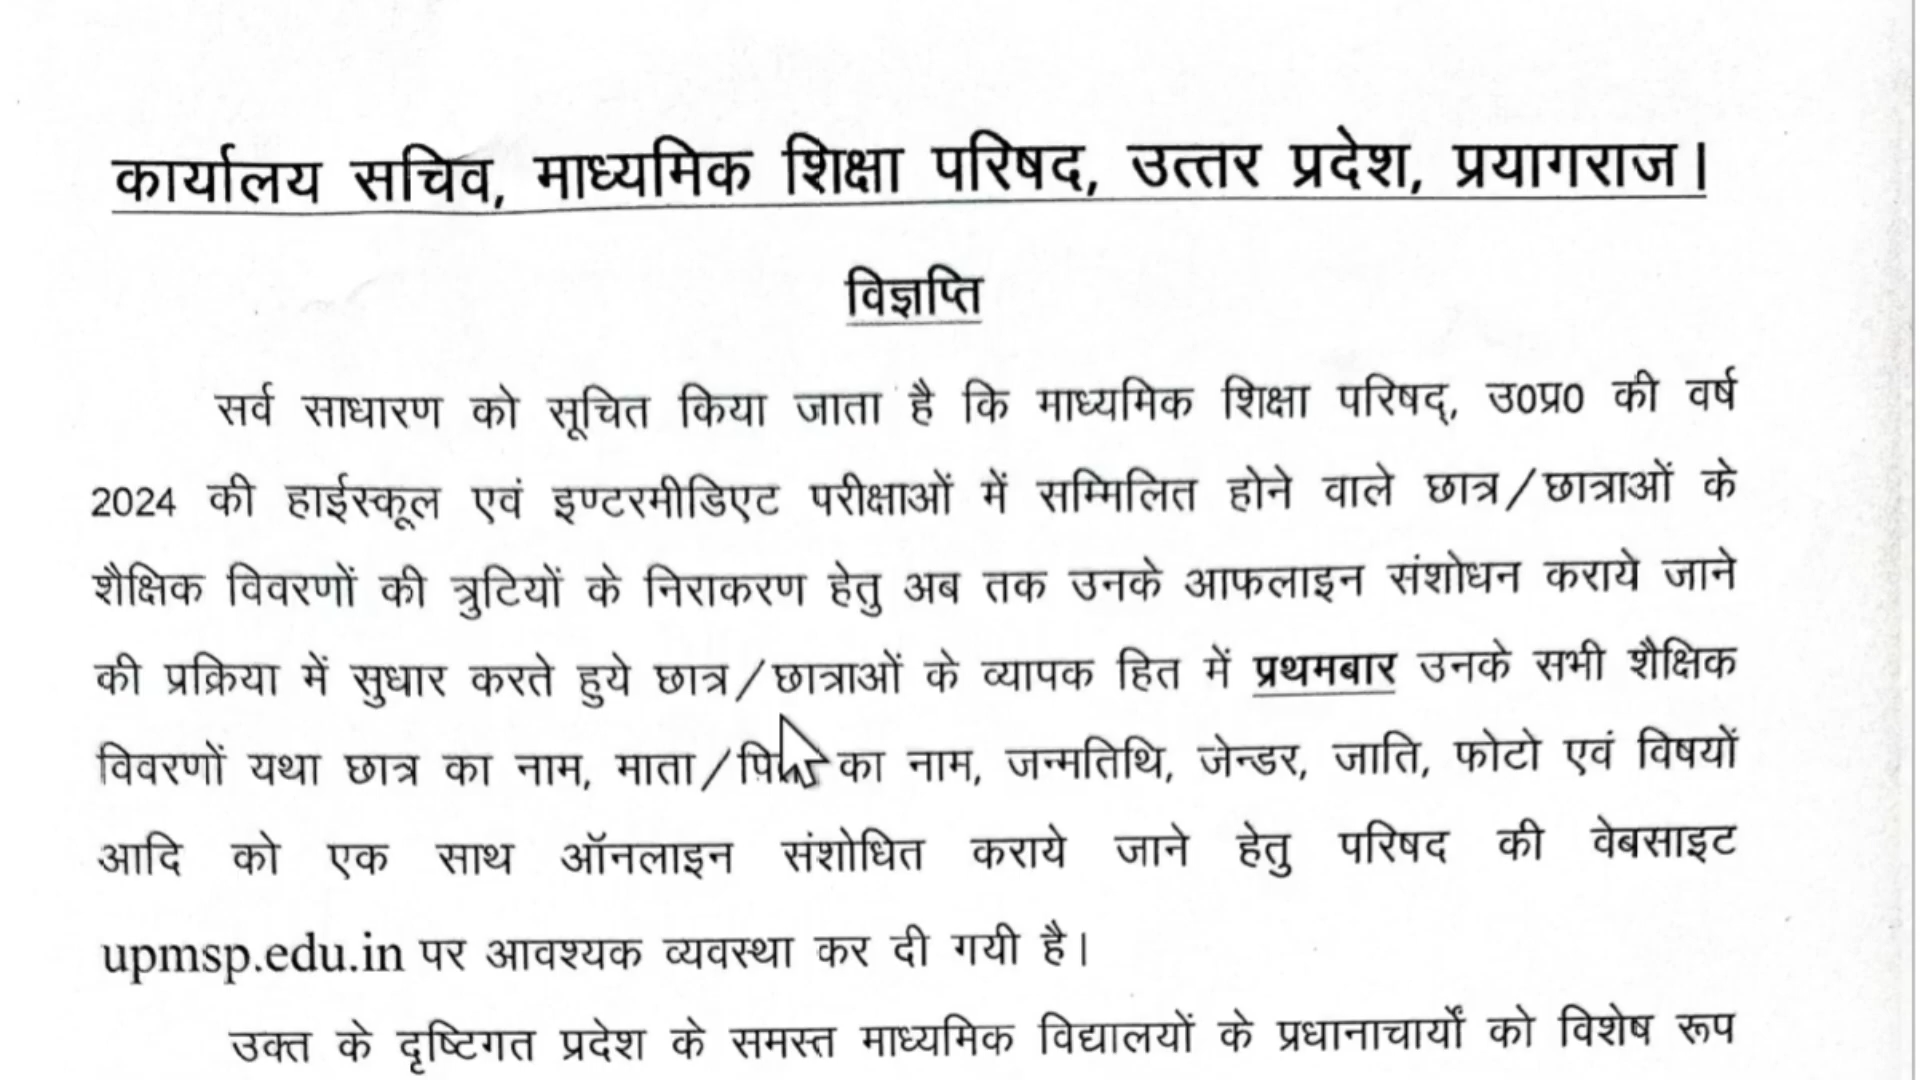 कार्यालय सचिव, माध्यमिक शिक्षा परिषद, उत्तर प्रदेश, प्रयागराज।
विज्ञप्ति
सर्व साधारण को सूचित किया जाता है कि माध्यमिक शिक्षा परिषद्, उ0प्र0 की वर्ष
2024 की हाईस्कूल एवं इण्टरमीडिएट परीक्षाओं में सम्मिलित होने वाले छात्र/छात्राओं के
शैक्षिक विवरणों की त्रुटियों के निराकरण हेतु अब तक उनके आफलाइन संशोधन कराये जाने
की प्रक्रिया में सुधार करते हुये छात्र/छात्राओं के व्यापक हित में प्रथमबार उनके सभी शैक्षिक
विवरणों यथा छात्र का नाम, माता/पिता का नाम, जन्मतिथि, जेन्डर, जाति, फोटो एवं विषयों
आदि को एक साथ ऑनलाइन संशोधित कराये जाने हेतु परिषद की वेबसाइट
upmsp.edu.in पर आवश्यक व्यवस्था कर दी गयी है।
उक्त के दृष्टिगत प्रदेश के समस्त माध्यमिक विद्यालयों के प्रधानाचार्यों को विशेष रूप